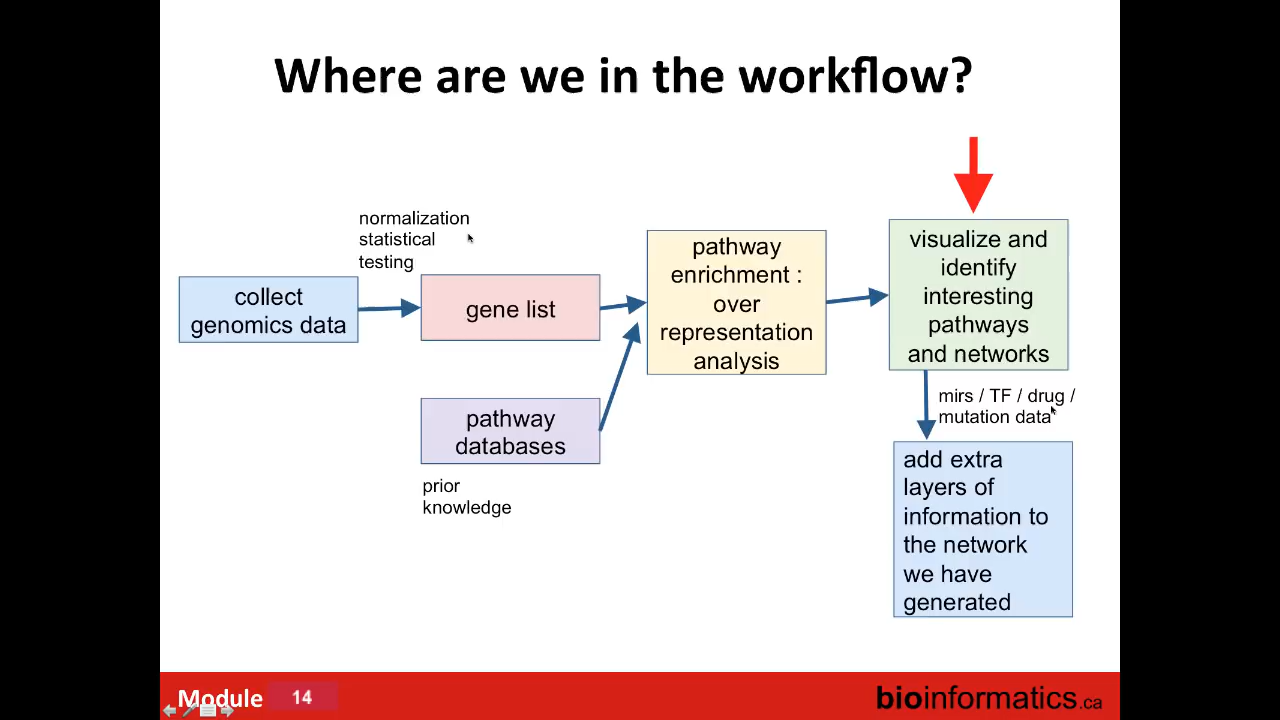 Where are we in the workflow?
normalization
statistical
testing
collect
genomics data
gene list
pathway
databases
prior
knowledge
pathway
enrichment :
over
representation
analysis
visualize and
identify
interesting
pathways
and networks
mirs / TF / drug /
mutation data
add extra
layers of
information to
the network
we have
generated
Module 14
bioinformatics.ca